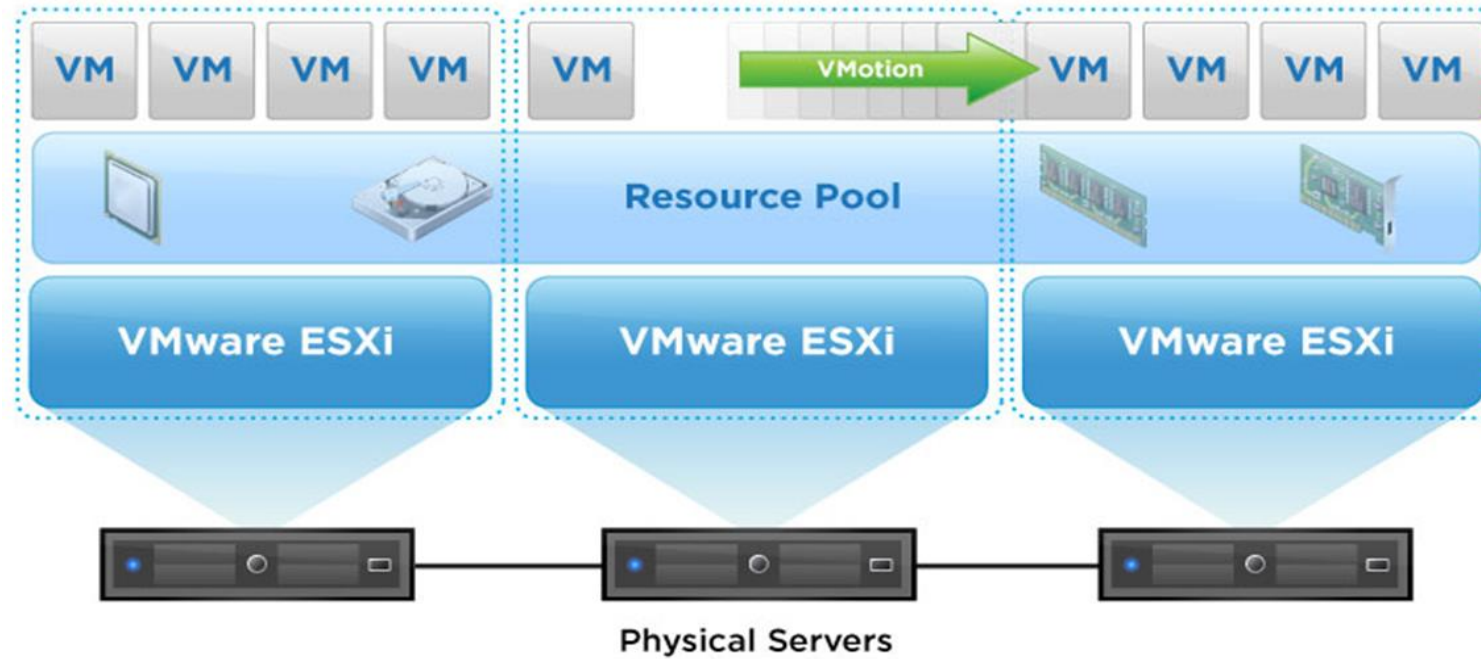 VM VM VM VM VM VMotion VM VM VM VM
Resource Pool
VMware ESXi VMware ESXi VMware ESXi
Physical Servers